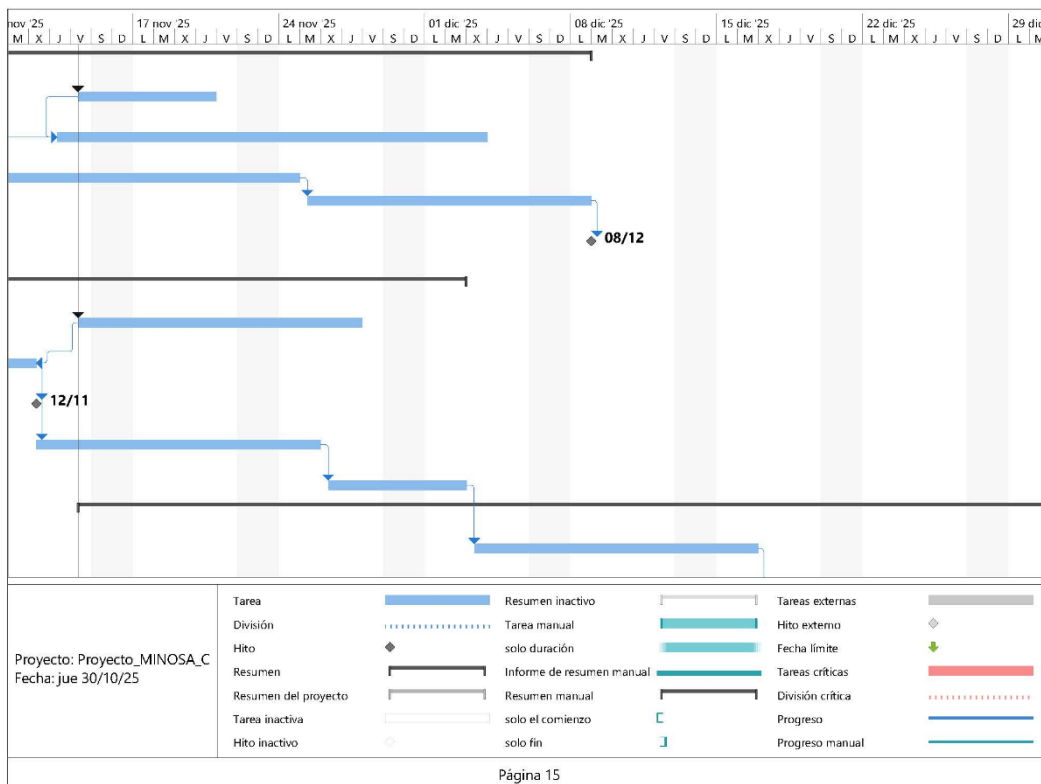 nov '25 17 nov '25 24 nov '25 01 dic '25 08 dic '25 15 dic '25 22 dic '25 29 dic
M X J V S D L M X J V S D L M X J V S D L M X J V S D L M X J V S D L M X J V S D L M X J V S D L M
08/12
12/11
Proyecto: Proyecto_MINOSA_C
Fecha: jue 30/10/25
Tarea Resumen inactivo Tareas externas
División Tarea manual Hito externo
Hito solo duración Fecha límite
Resumen Informe de resumen manual Tareas críticas
Resumen del proyecto Resumen manual División crítica
Tarea inactiva solo el comienzo Progreso
Hito inactivo solo fin Progreso manual
Página 15